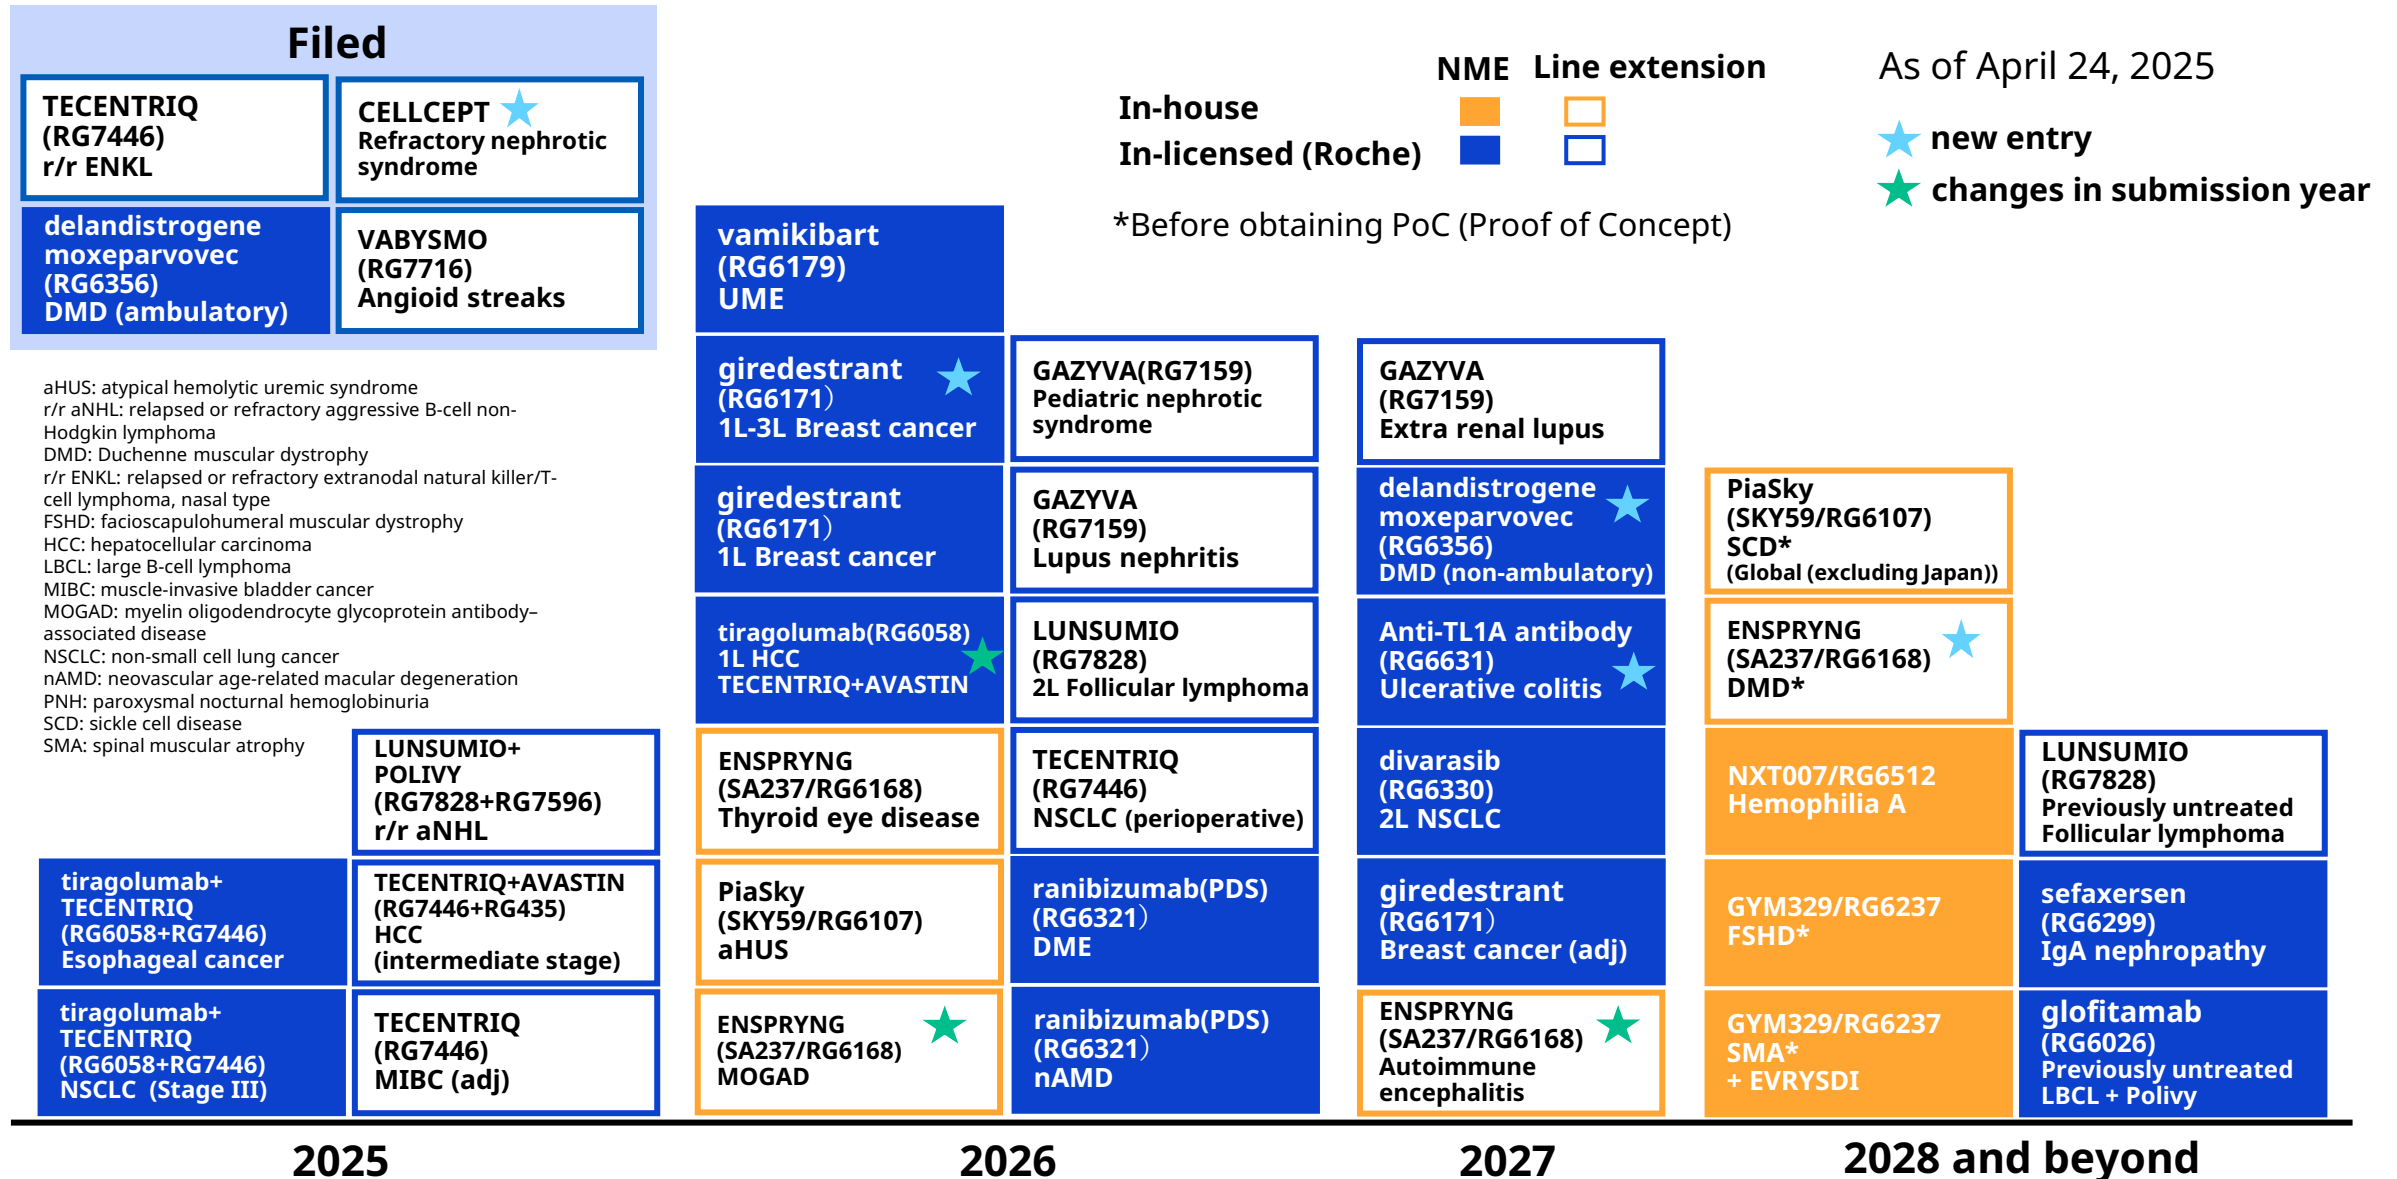 Filed
TECENTRIQ
(RG7446)
r/r ENKL
CELLCEPT
Refractory nephrotic
syndrome
delandistrogene
moxeparvovec
(RG6356)
DMD (ambulatory)
VABYSMO
(RG7716)
Angioid streaks
NME Line extension
In-house
In-licensed (Roche)
*Before obtaining PoC (Proof of Concept)
As of April 24, 2025
new entry
changes in submission year
aHUS: atypical hemolytic uremic syndrome
r/r aNHL: relapsed or refractory aggressive B-cell non-
Hodgkin lymphoma
DMD: Duchenne muscular dystrophy
r/r ENKL: relapsed or refractory extranodal natural killer/T-
cell lymphoma, nasal type
FSHD: facioscapulohumeral muscular dystrophy
HCC: hepatocellular carcinoma
LBCL: large B-cell lymphoma
MIBC: muscle-invasive bladder cancer
MOGAD: myelin oligodendrocyte glycoprotein antibody–
associated disease
NSCLC: non-small cell lung cancer
nAMD: neovascular age-related macular degeneration
PNH: paroxysmal nocturnal hemoglobinuria
SCD: sickle cell disease
SMA: spinal muscular atrophy
LUNSUMIO+
POLIVY
(RG7828+RG7596)
r/r aNHL
tiragolumab+
TECENTRIQ
(RG6058+RG7446)
Esophageal cancer
TECENTRIQ+AVASTIN
(RG7446+RG435)
HCC
(intermediate stage)
tiragolumab+
TECENTRIQ
(RG6058+RG7446)
NSCLC (Stage III)
TECENTRIQ
(RG7446)
MIBC (adj)
vamikibart
(RG6179)
UME
giredestrant
(RG6171）
1L-3L Breast cancer
GAZYVA(RG7159)
Pediatric nephrotic
syndrome
giredestrant
(RG6171）
1L Breast cancer
GAZYVA
(RG7159)
Lupus nephritis
tiragolumab(RG6058)
1L HCC
TECENTRIQ+AVASTIN
LUNSUMIO
(RG7828)
2L Follicular lymphoma
ENSPRYNG
(SA237/RG6168)
Thyroid eye disease
TECENTRIQ
(RG7446)
NSCLC (perioperative)
PiaSky
(SKY59/RG6107)
aHUS
ranibizumab(PDS)
(RG6321）
DME
ENSPRYNG
(SA237/RG6168)
MOGAD
ranibizumab(PDS)
(RG6321）
nAMD
GAZYVA
(RG7159)
Extra renal lupus
delandistrogene
moxeparvovec
(RG6356)
DMD (non-ambulatory)
Anti-TL1A antibody
(RG6631)
Ulcerative colitis
divarasib
(RG6330)
2L NSCLC
giredestrant
(RG6171）
Breast cancer (adj)
ENSPRYNG
(SA237/RG6168)
Autoimmune
encephalitis
PiaSky
(SKY59/RG6107)
SCD*
(Global (excluding Japan))
ENSPRYNG
(SA237/RG6168)
DMD*
NXT007/RG6512
Hemophilia A
LUNSUMIO
(RG7828)
Previously untreated
Follicular lymphoma
GYM329/RG6237
FSHD*
sefaxersen
(RG6299)
IgA nephropathy
GYM329/RG6237
SMA*
+ EVRYSDI
glofitamab
(RG6026)
Previously untreated
LBCL + Polivy
2025
2026
2027
2028 and beyond